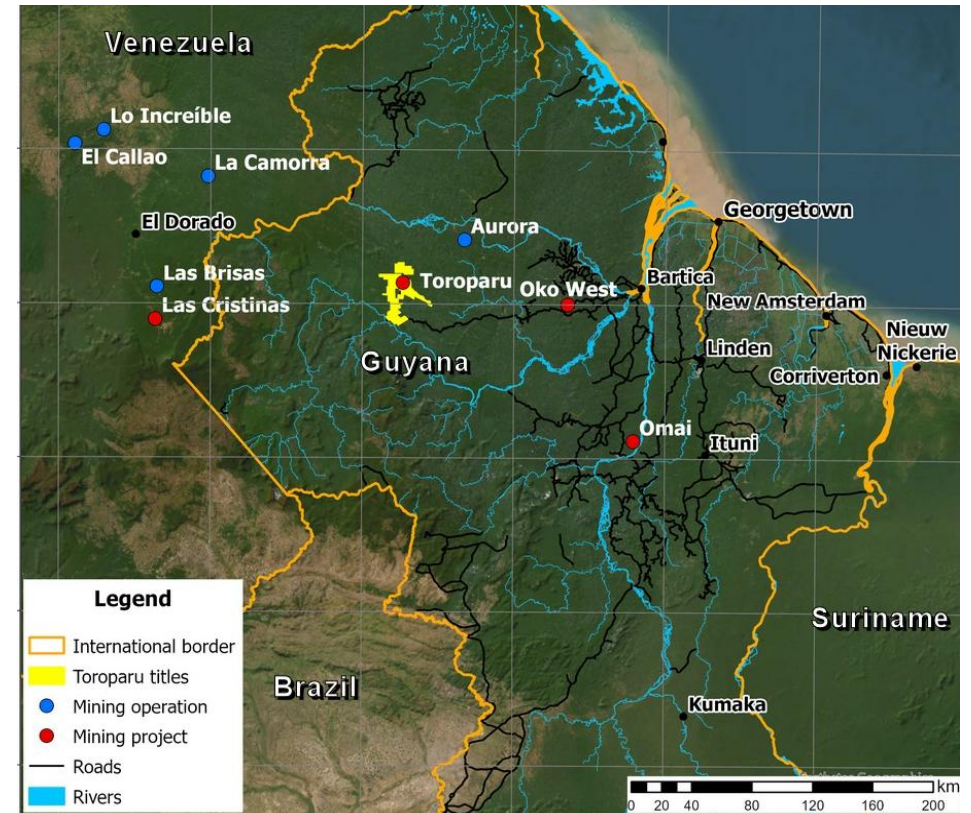 Venezuela
Lo Increíble
El Callao
La Camorra
El Dorado
Las Brisas
Las Cristinas
Aurora
Toroparu
Oko West
Georgetown
Bartica
New Amsterdam
Nieuw
Nickerie
Linden
Corriverton
Guyana
Omai
Ituni
Suriname
Brazil
Kumaka
Legend
International border
Toroparu titles
Mining operation
Mining project
Roads
Rivers
km
0 20 40 80 120 160 200